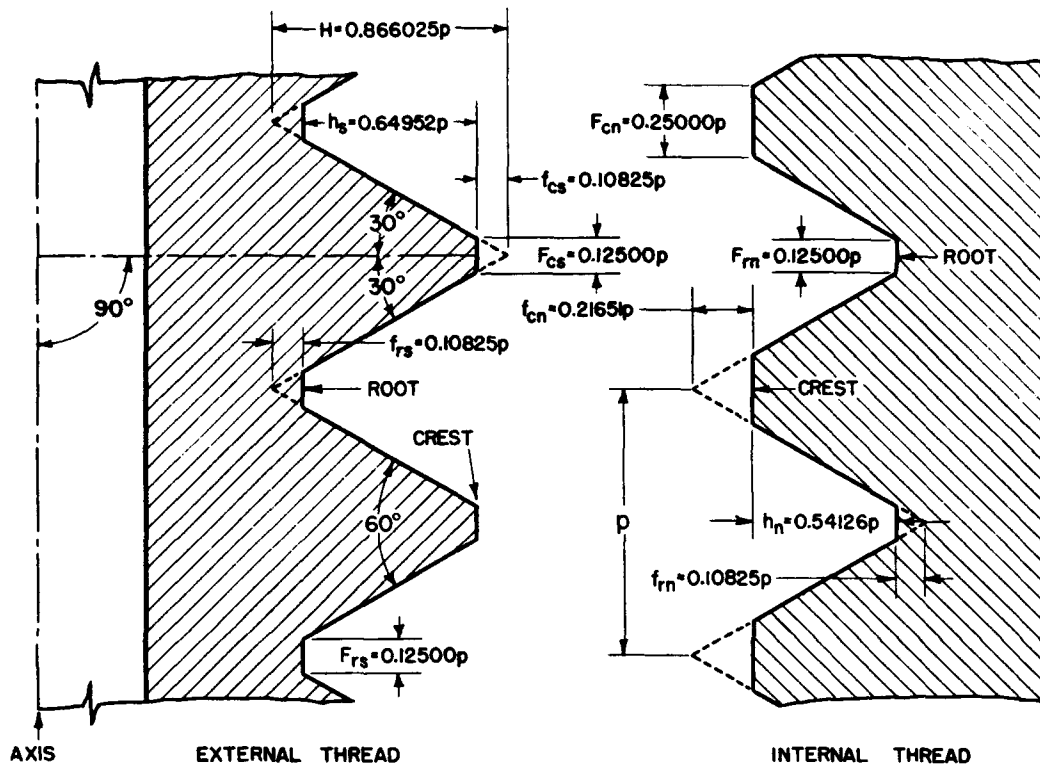 H=0.866025p
hs=0.64952p
Fcn=0.25000p
fcs=0.10825p
30°
30°
Fcs=0.12500p
Frn=0.12500p
ROOT
90°
fcn=0.21651p
frs=0.10825p
ROOT
CREST
CREST
60°
p
hn=0.54126p
frn=0.10825p
Frs=0.12500p
AXIS
EXTERNAL THREAD
INTERNAL THREAD